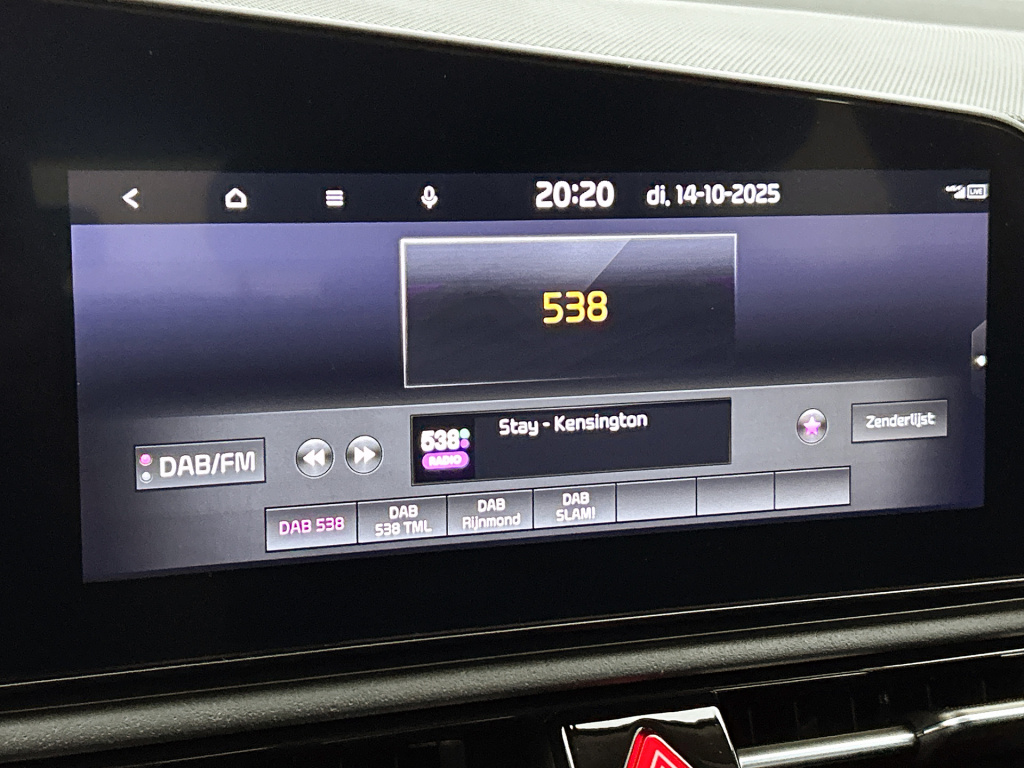 20:20 di, 14-10-2025
LIVE
538
DAB/FM
538
RADIO
Stay - Kensington
Zenderlijst
DAB 538
DAB
538 TML
DAB
Rijnmond
DAB
SLAM!